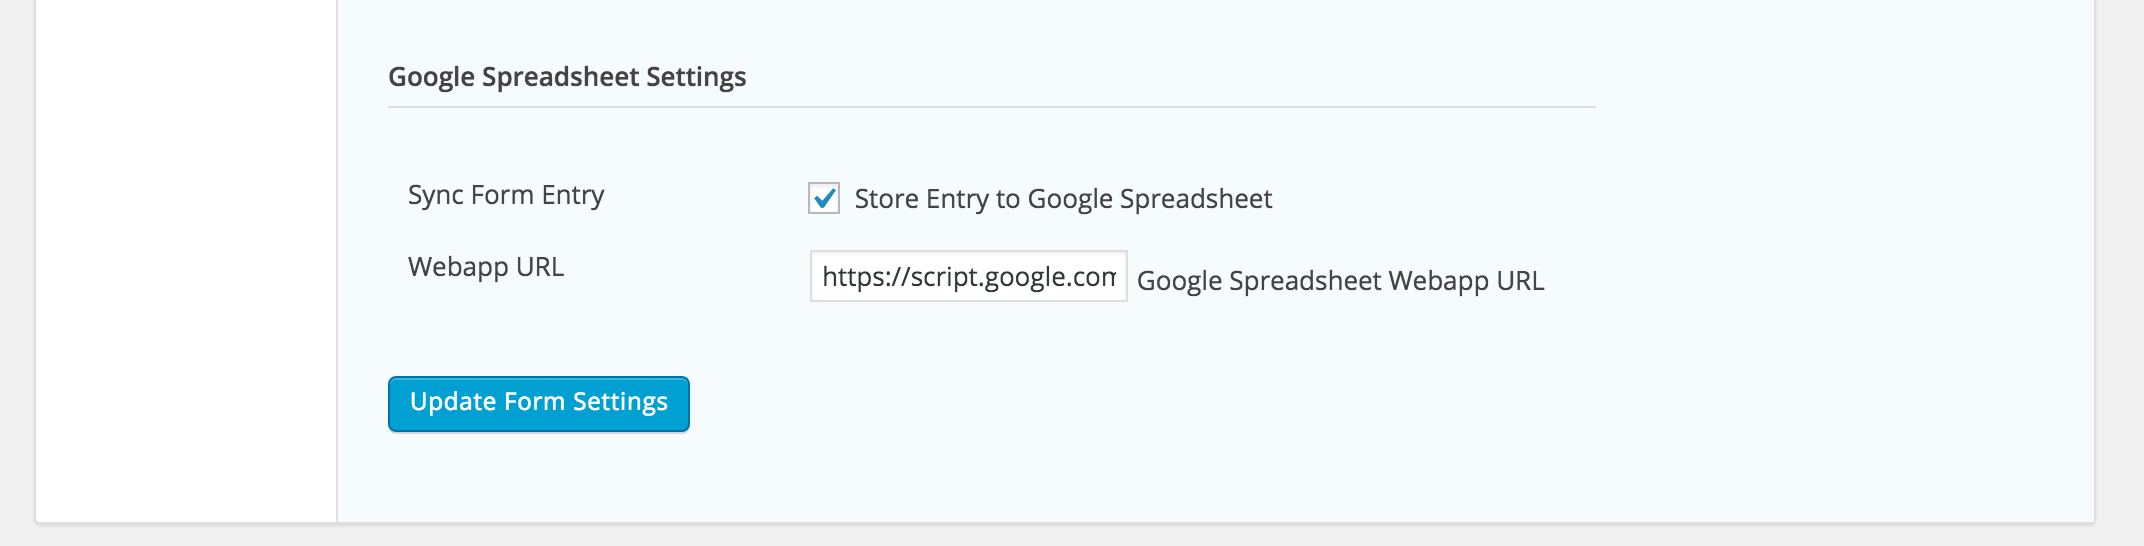 Google Spreadsheet Settings
Sync Form Entry
Store Entry to Google Spreadsheet
Webapp URL
https://script.google.com
Google Spreadsheet Webapp URL
Update Form Settings